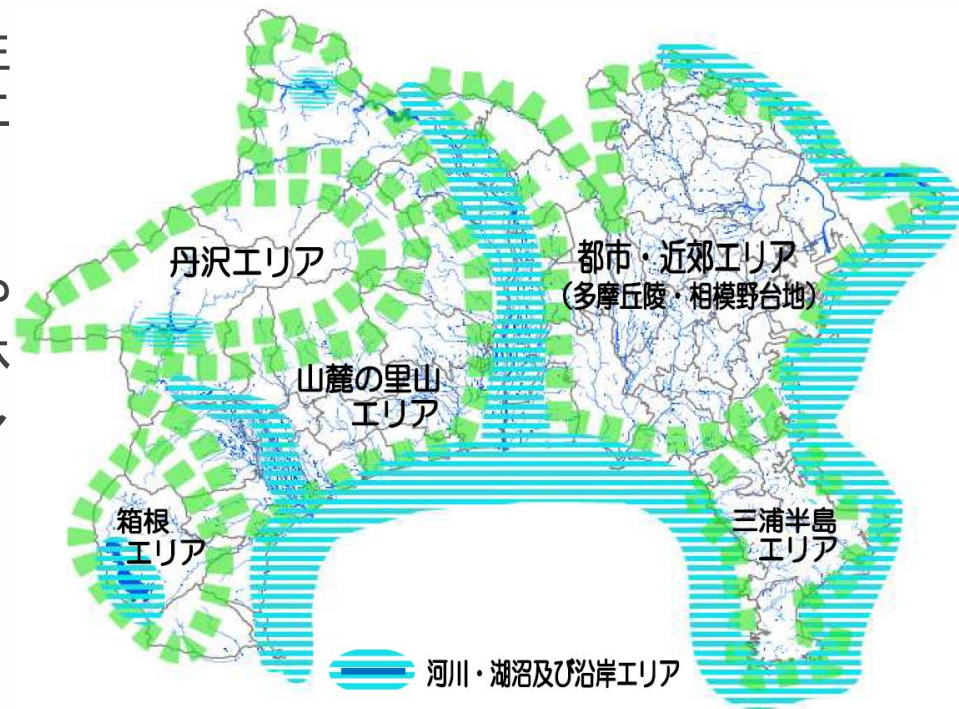 丹沢エリア
都市・近郊エリア
(多摩丘陵・相模野台地)
山麓の里山
エリア
箱根
エリア
三浦半島
エリア
河川・湖沼及び沿岸エリア